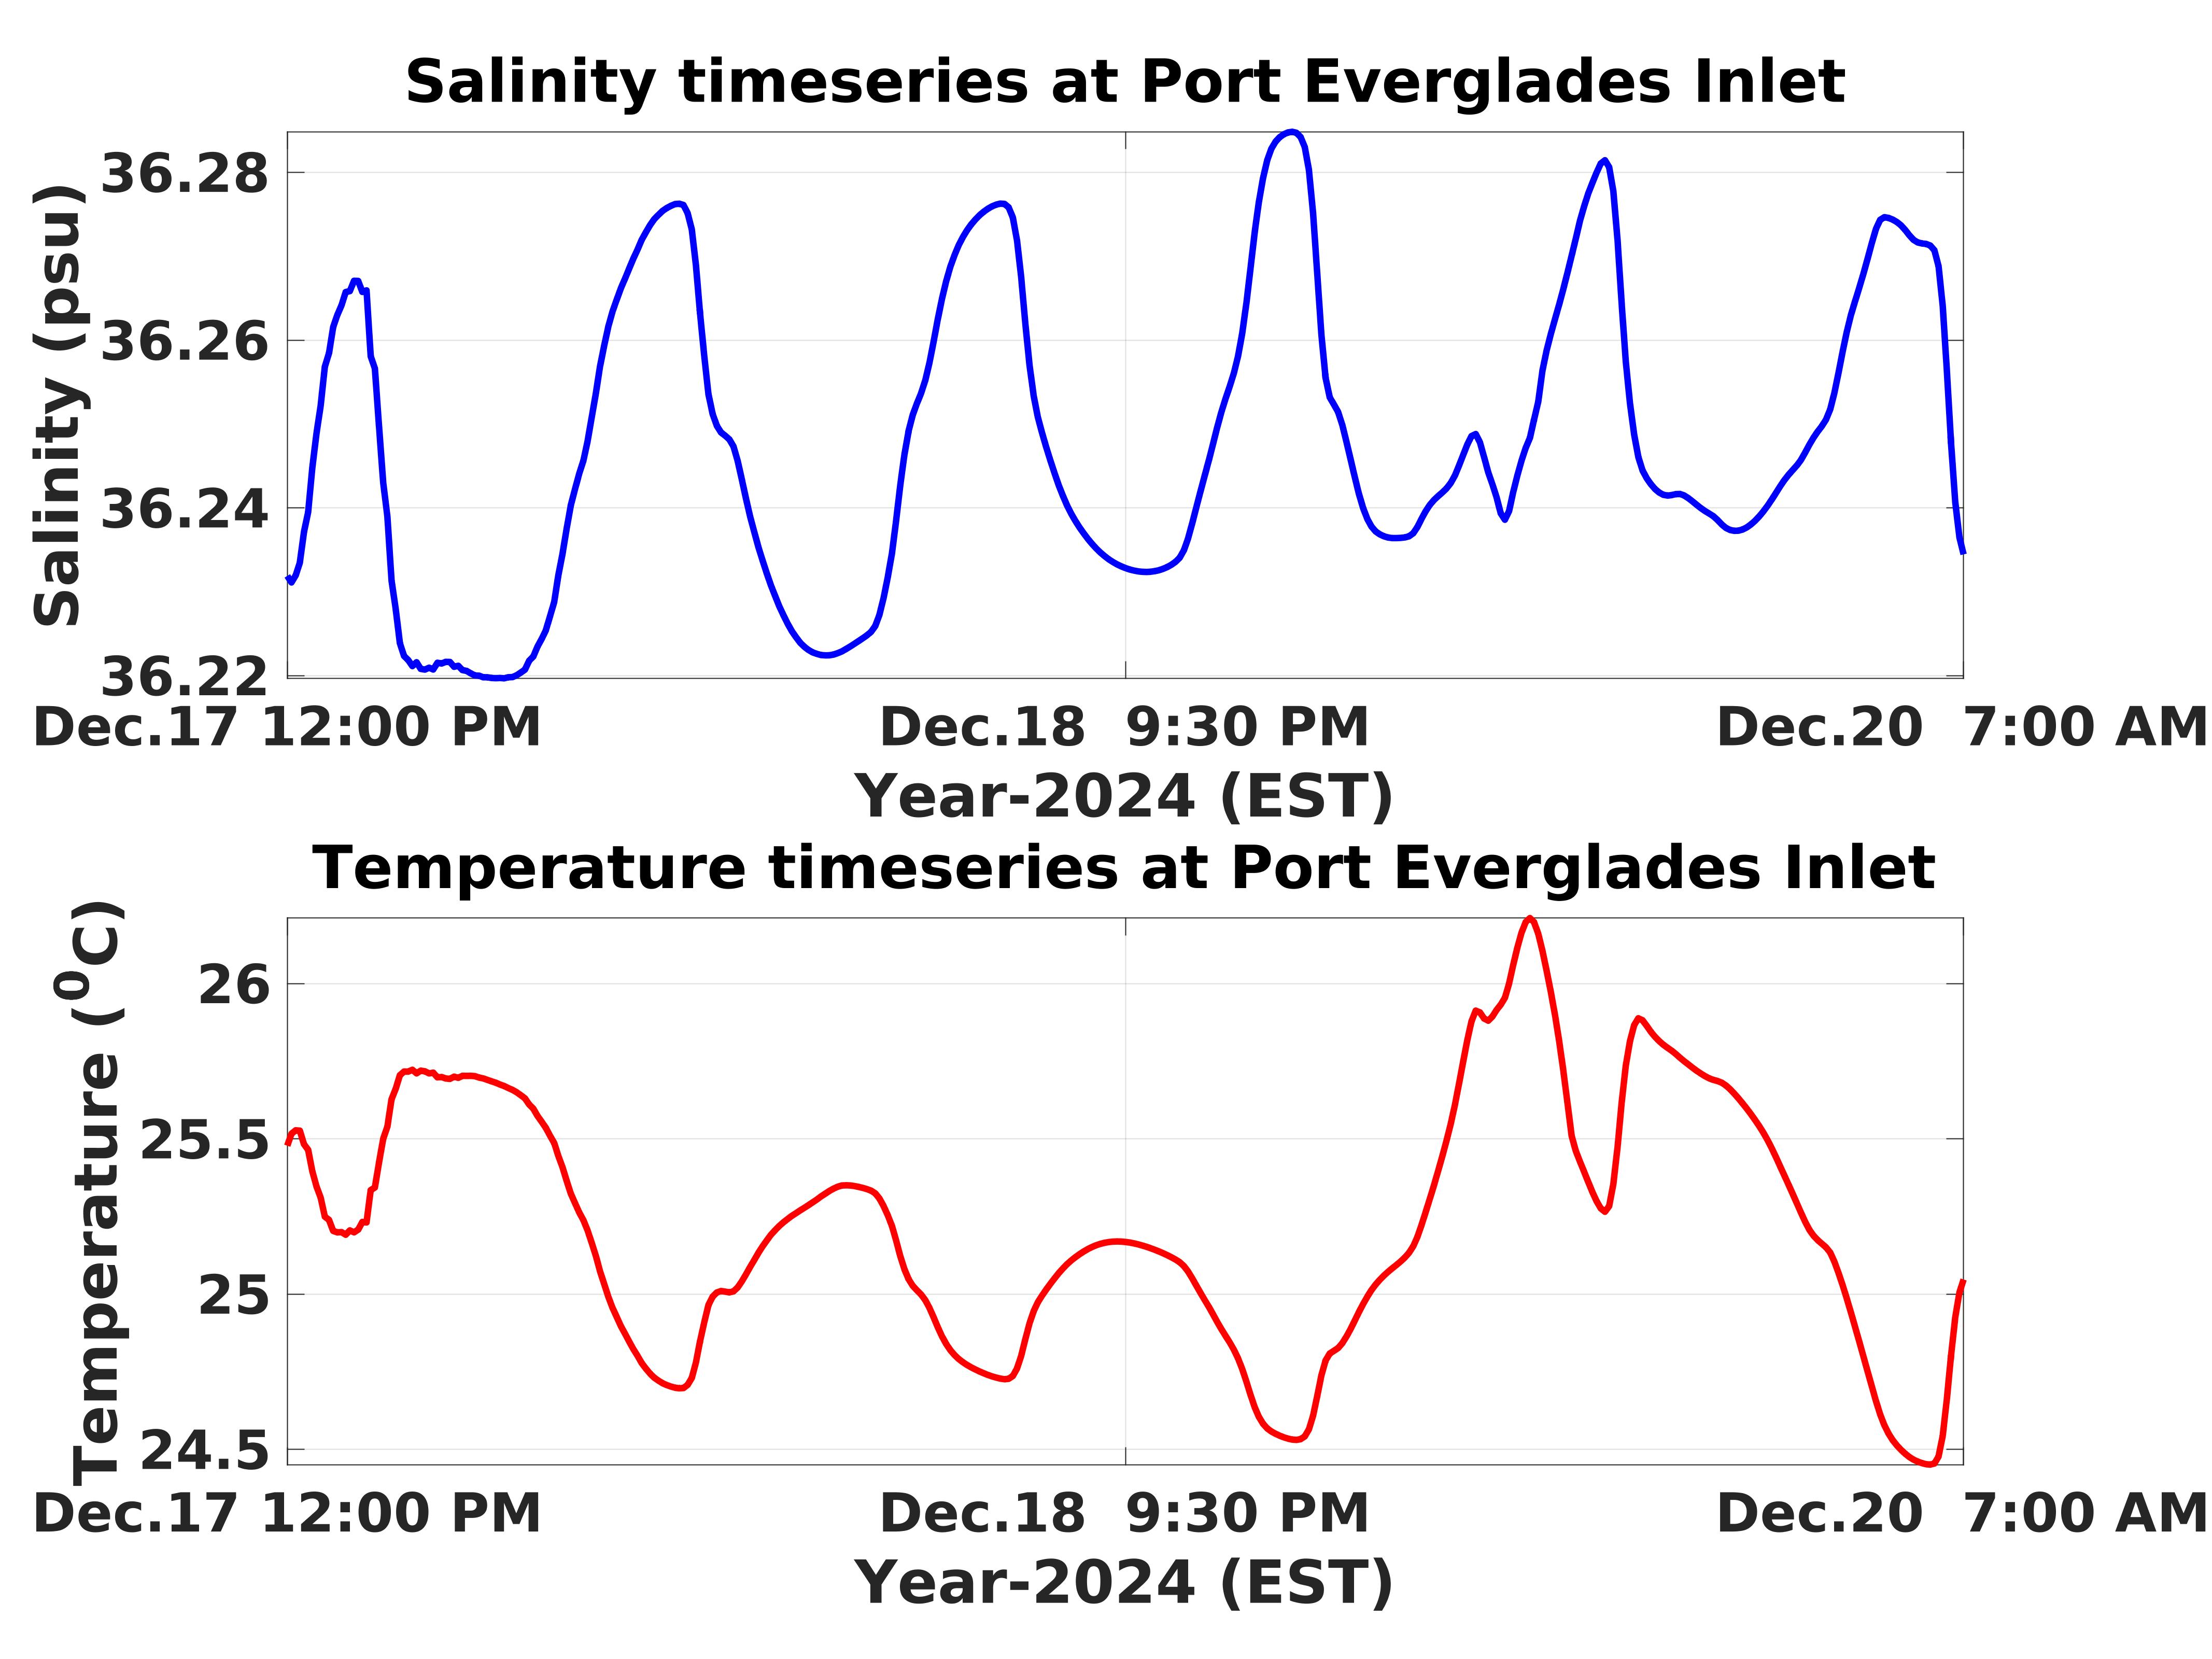 Salinity timeseries at Port Everglades Inlet
Salinity (psu)
36.28
36.26
36.24
36.22
Dec.17 12:00 PM Dec.18 9:30 PM Dec.20 7:00 AM
Year-2024 (EST)
Temperature timeseries at Port Everglades Inlet
Temperature (⁰C)
26
25.5
25
24.5
Dec.17 12:00 PM Dec.18 9:30 PM Dec.20 7:00 AM
Year-2024 (EST)